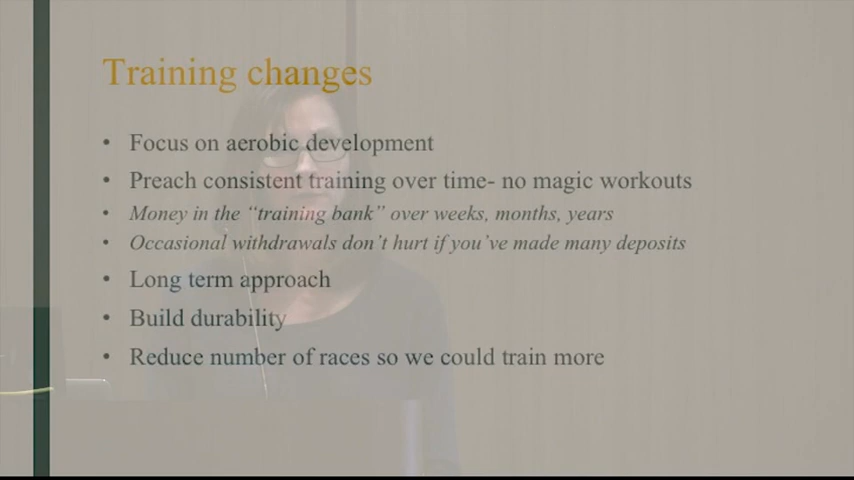 Training changes
• Focus on aerobic development
• Preach consistent training over time- no magic workouts
• Money in the “training bank” over weeks, months, years
• Occasional withdrawals don’t hurt if you’ve made many deposits
• Long term approach
• Build durability
• Reduce number of races so we could train more